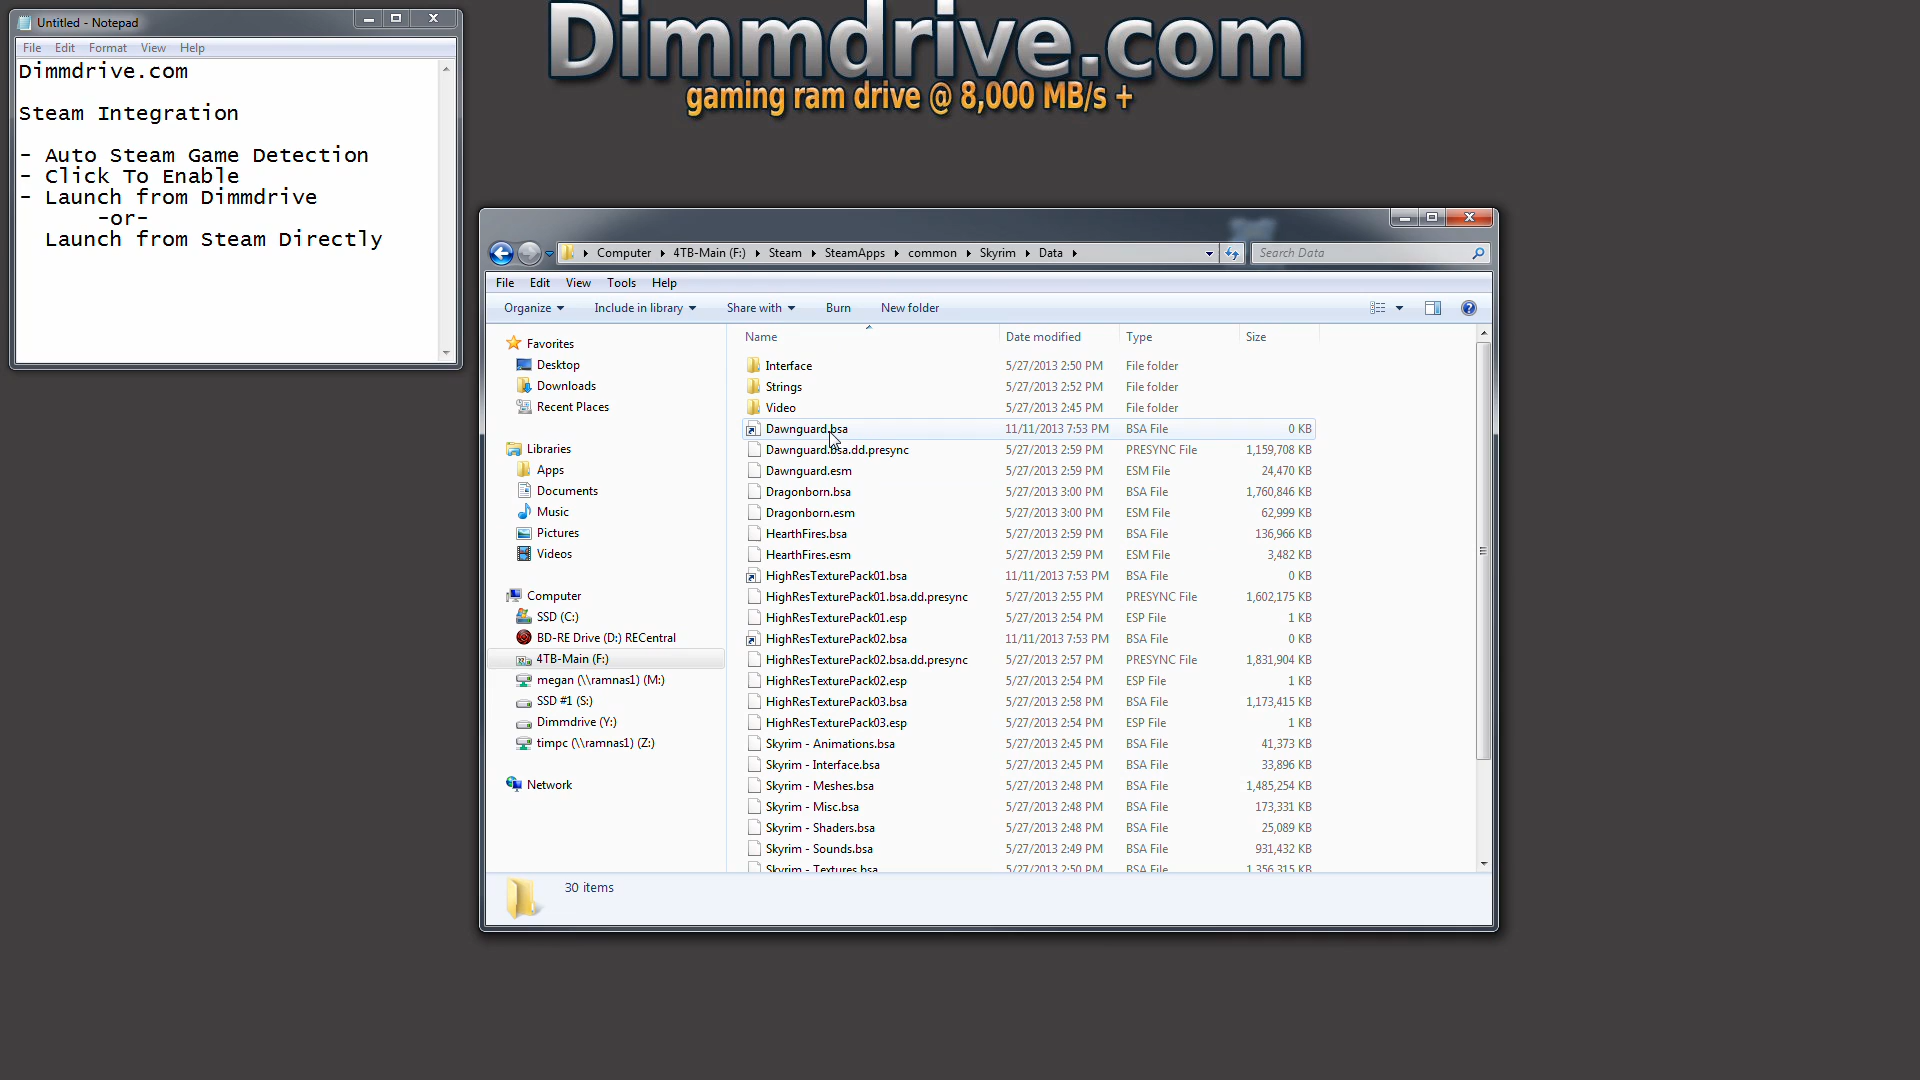 Untitled - Notepad
File Edit Format View Help
Dimmdrive.com
Steam Integration
- Auto Steam Game Detection
- Click To Enable
- Launch from Dimmdrive
-or-
Launch from Steam Directly
Dimmdrive.com
gaming ram drive @ 8,000 MB/s +
Computer 4TB-Main (F:) Steam SteamApps common Skyrim Data
Search Data
File Edit View Tools Help
Organize Include in library Share with Burn New folder
Favorites
Desktop
Downloads
Recent Places
Libraries
Apps
Documents
Music
Pictures
Videos
Computer
SSD (C:)
BD-RE Drive (D:) RECentral
4TB-Main (F:)
megan (\\ramnas1) (M:)
SSD #1 (S:)
Dimmdrive (Y:)
timpc (\\ramnas1) (Z:)
Network
Name Date modified Type Size
Interface 5/27/2013 2:50 PM File folder
Strings 5/27/2013 2:52 PM File folder
Video 5/27/2013 2:45 PM File folder
Dawnguard.bsa 11/11/2013 7:53 PM BSA File 0 KB
Dawnguard.bsa.dd.presync 5/27/2013 2:59 PM PRESYNC File 1,159,708 KB
Dawnguard.esm 5/27/2013 2:59 PM ESM File 24,470 KB
Dragonborn.bsa 5/27/2013 3:00 PM BSA File 1,760,846 KB
Dragonborn.esm 5/27/2013 3:00 PM ESM File 62,999 KB
HearthFires.bsa 5/27/2013 2:59 PM BSA File 136,966 KB
HearthFires.esm 5/27/2013 2:59 PM ESM File 3,482 KB
HighResTexturePack01.bsa 11/11/2013 7:53 PM BSA File 0 KB
HighResTexturePack01.bsa.dd.presync 5/27/2013 2:55 PM PRESYNC File 1,602,175 KB
HighResTexturePack01.esp 5/27/2013 2:54 PM ESP File 1 KB
HighResTexturePack02.bsa 11/11/2013 7:53 PM BSA File 0 KB
HighResTexturePack02.bsa.dd.presync 5/27/2013 2:57 PM PRESYNC File 1,831,904 KB
HighResTexturePack02.esp 5/27/2013 2:54 PM ESP File 1 KB
HighResTexturePack03.bsa 5/27/2013 2:58 PM BSA File 1,173,415 KB
HighResTexturePack03.esp 5/27/2013 2:54 PM ESP File 1 KB
Skyrim - Animations.bsa 5/27/2013 2:45 PM BSA File 41,373 KB
Skyrim - Interface.bsa 5/27/2013 2:45 PM BSA File 33,896 KB
Skyrim - Meshes.bsa 5/27/2013 2:48 PM BSA File 1,485,254 KB
Skyrim - Misc.bsa 5/27/2013 2:48 PM BSA File 173,331 KB
Skyrim - Shaders.bsa 5/27/2013 2:48 PM BSA File 25,089 KB
Skyrim - Sounds.bsa 5/27/2013 2:49 PM BSA File 931,432 KB
Skyrim - Textures.bsa 5/27/2013 2:50 PM BSA File 1,356,315 KB
30 items